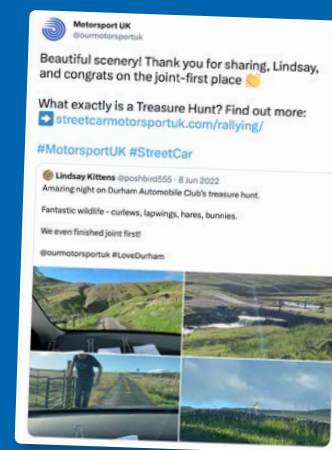 Motorsport UK
@ourmotorsportuk
Beautiful scenery! Thank you for sharing, Lindsay,
and congrats on the joint-first place 👏
What exactly is a Treasure Hunt? Find out more:
➡️ streetcarmotorsportuk.com/rallying/
#MotorsportUK #StreetCar
Lindsay Kittens @poshbird555 · 8 Jun 2022
Amazing night on Durham Automobile Club's treasure hunt.
Fantastic wildlife - curlews, lapwings, hares, bunnies.
We even finished joint first!
@ourmotorsportuk #LoveDurham